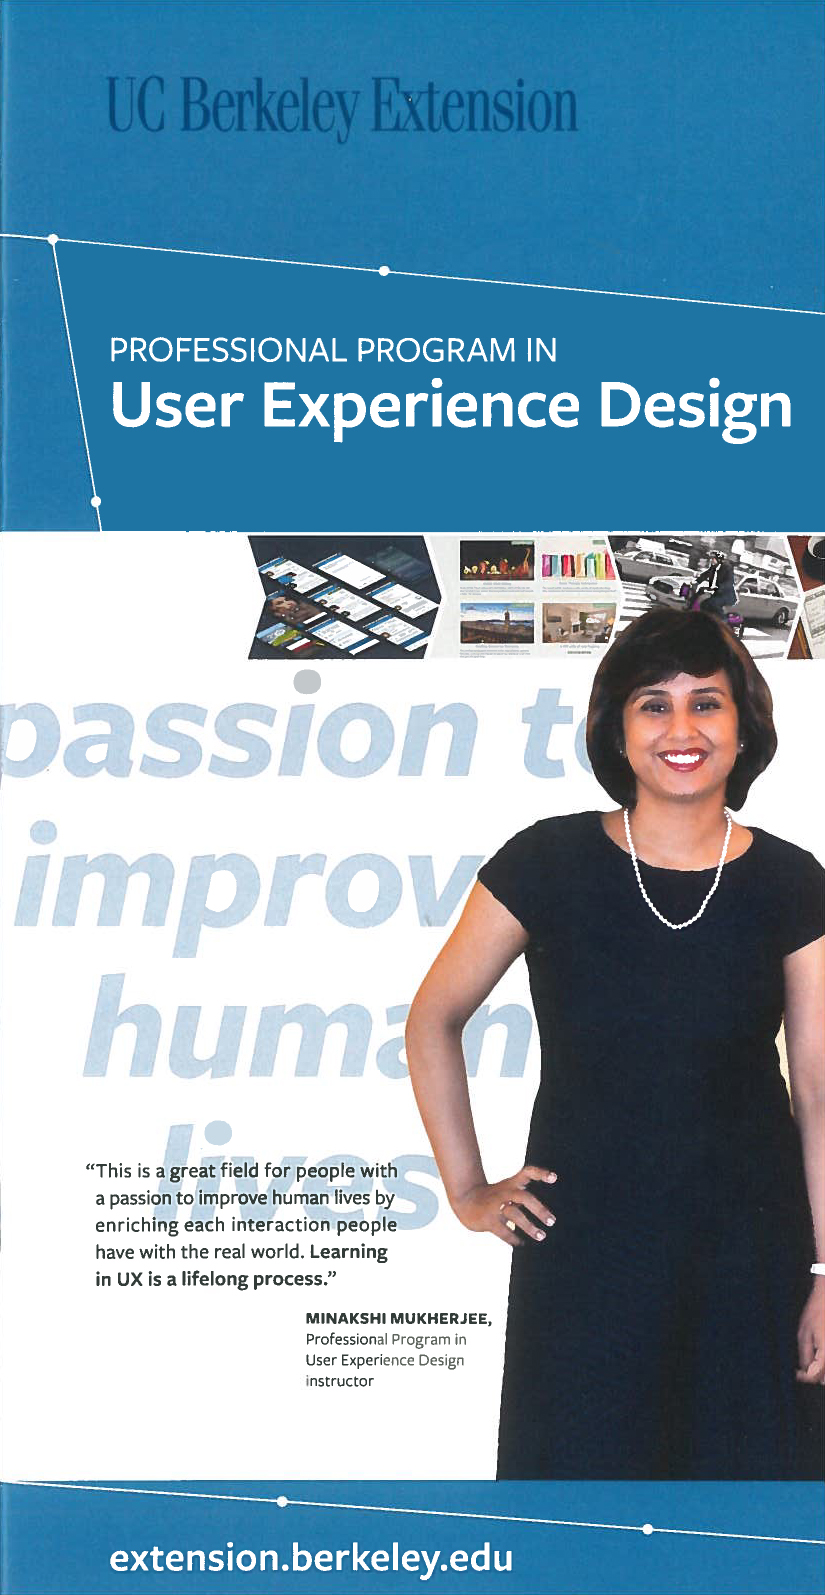 UC Berkeley Extension
PROFESSIONAL PROGRAM IN
User Experience Design
passion to
improv
human
lives
“This is a great field for people with
a passion to improve human lives by
enriching each interaction people
have with the real world. Learning
in UX is a lifelong process.”
MINAKSHI MUKHERJEE,
Professional Program in
User Experience Design
instructor
extension.berkeley.edu